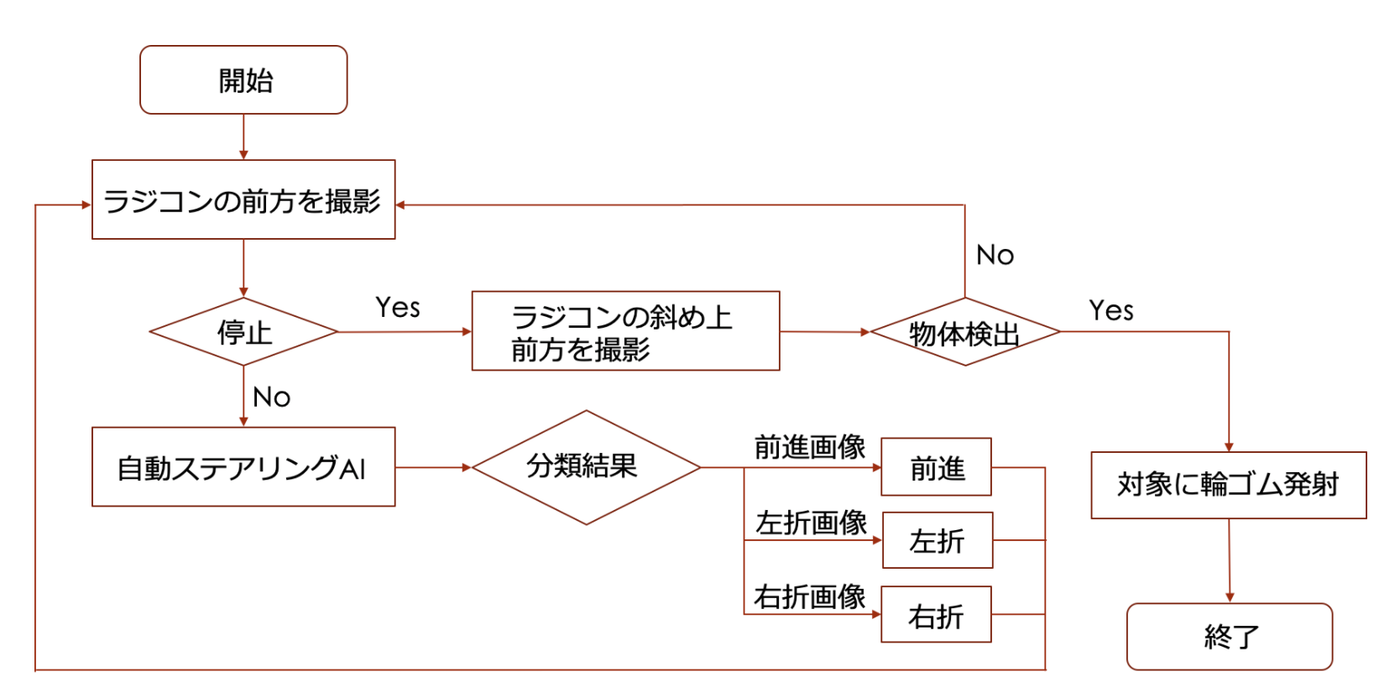 開始
ラジコンの前方を撮影
No
停止
Yes
ラジコンの斜め上
前方を撮影
物体検出
Yes
No
自動ステアリングAI
分類結果
前進画像
前進
左折画像
左折
右折画像
右折
対象に輪ゴム発射
終了